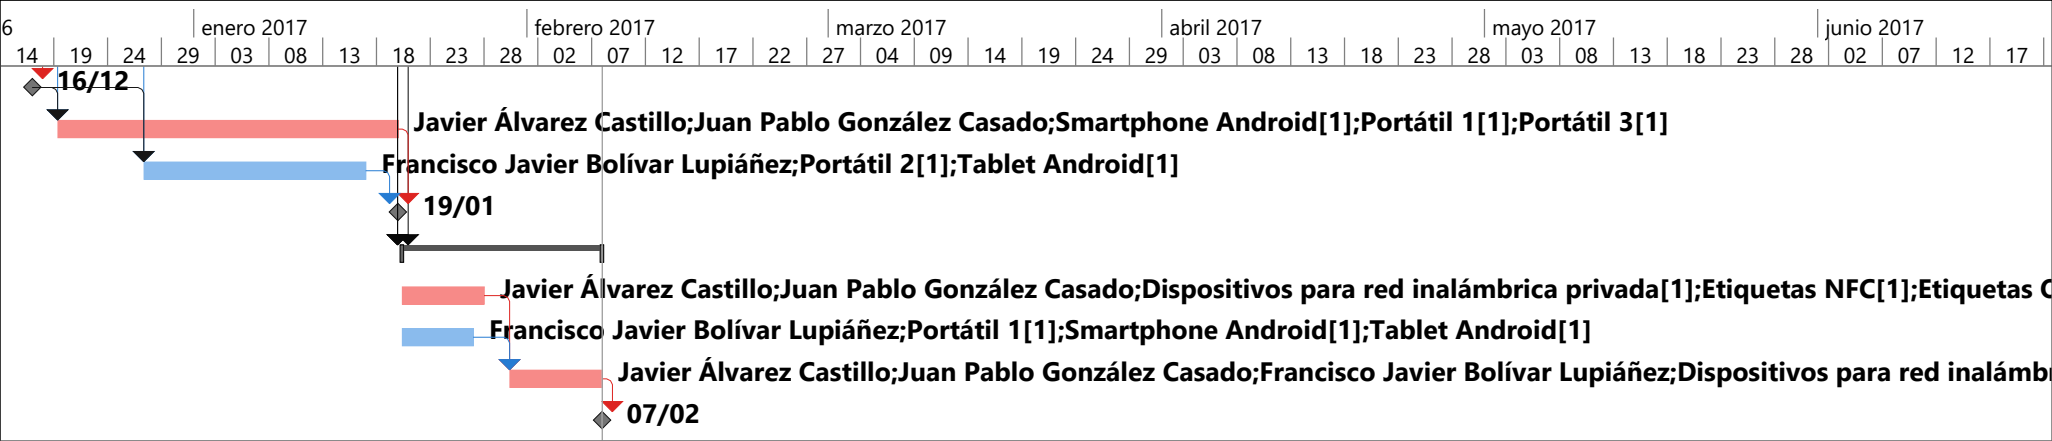 6 enero 2017 febrero 2017 marzo 2017 abril 2017 mayo 2017 junio 2017
14 19 24 29 03 08 13 18 23 28 02 07 12 17 22 27 04 09 14 19 24 29 03 08 13 18 23 28 03 08 13 18 23 28 02 07 12 17
16/12
Javier Álvarez Castillo;Juan Pablo González Casado;Smartphone Android[1];Portátil 1[1];Portátil 3[1]
Francisco Javier Bolívar Lupiáñez;Portátil 2[1];Tablet Android[1]
19/01
Javier Álvarez Castillo;Juan Pablo González Casado;Dispositivos para red inalámbrica privada[1];Etiquetas NFC[1];Etiquetas
Francisco Javier Bolívar Lupiáñez;Portátil 1[1];Smartphone Android[1];Tablet Android[1]
Javier Álvarez Castillo;Juan Pablo González Casado;Francisco Javier Bolívar Lupiáñez;Dispositivos para red inalámb
07/02